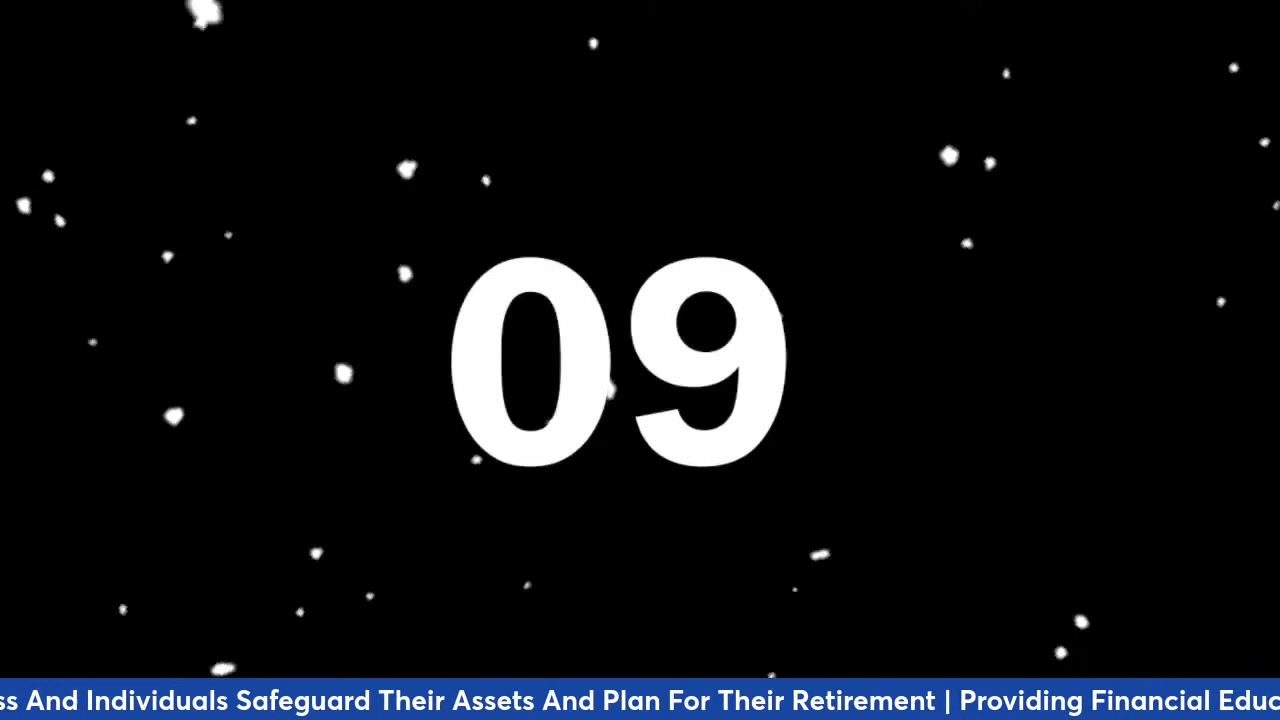 09
And Individuals Safeguard Their Assets And Plan For Their Retirement | Providing Financial